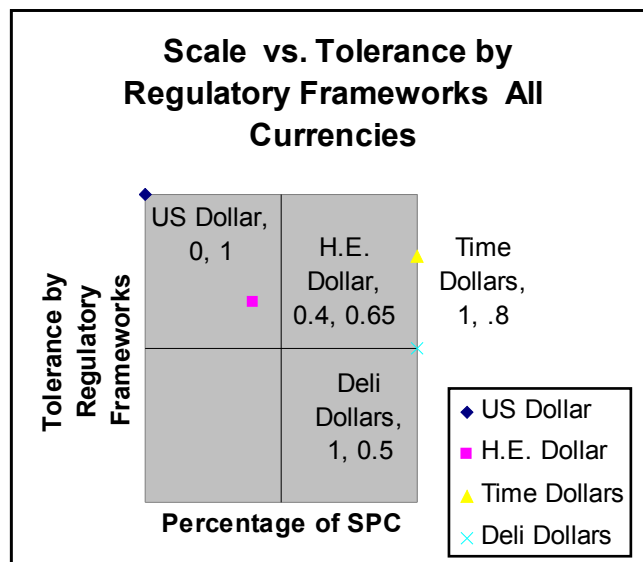 Scale vs. Tolerance by
Regulatory Frameworks All
Currencies
US Dollar,
0, 1
H.E.
Dollar,
0.4, 0.65
Time
Dollars,
1, .8
Deli
Dollars,
1, 0.5
Tolerance by
Regulatory
Frameworks
Percentage of SPC
US Dollar
H.E. Dollar
Time Dollars
Deli Dollars